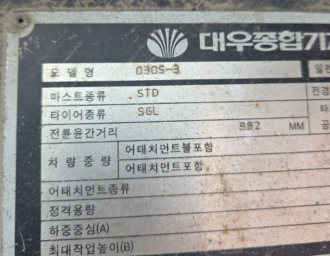 대우종합기
모델명 D30S-3
마스트종류 STD
타이어종류 SGL
전륜윤간거리 982 MM
차량중량 어태치먼트불포함
어태치먼트포함
어태치먼트종류
정격용량
하중중심(A)
최대작업높이(B)